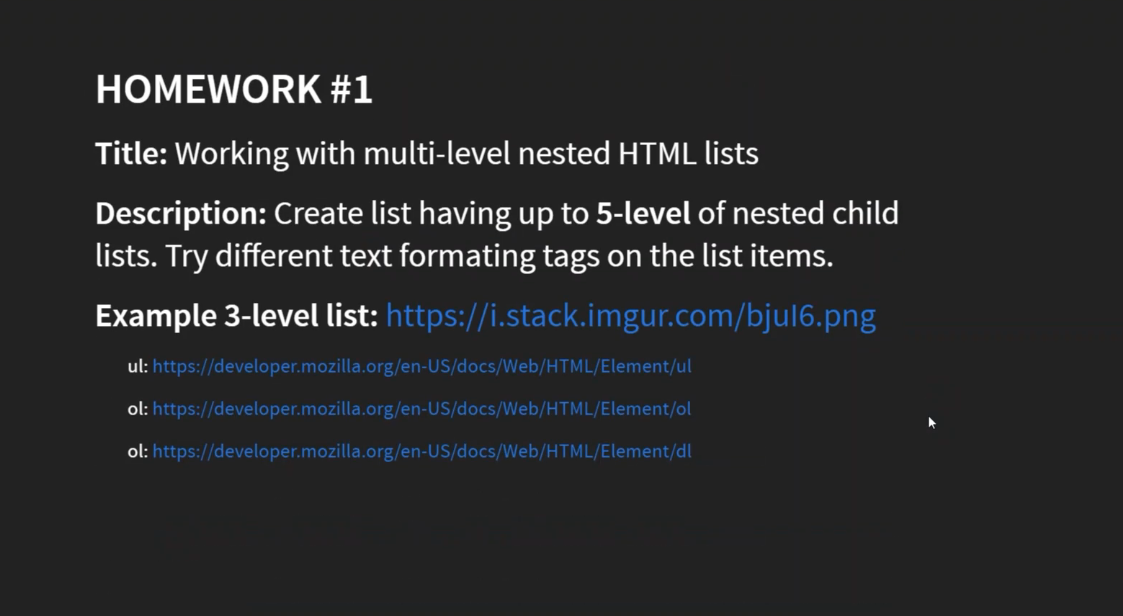 HOMEWORK #1
Title: Working with multi-level nested HTML lists
Description: Create list having up to 5-level of nested child
lists. Try different text formating tags on the list items.
Example 3-level list: https://i.stack.imgur.com/bjuI6.png
ul: https://developer.mozilla.org/en-US/docs/Web/HTML/Element/ul
ol: https://developer.mozilla.org/en-US/docs/Web/HTML/Element/ol
ol: https://developer.mozilla.org/en-US/docs/Web/HTML/Element/dl